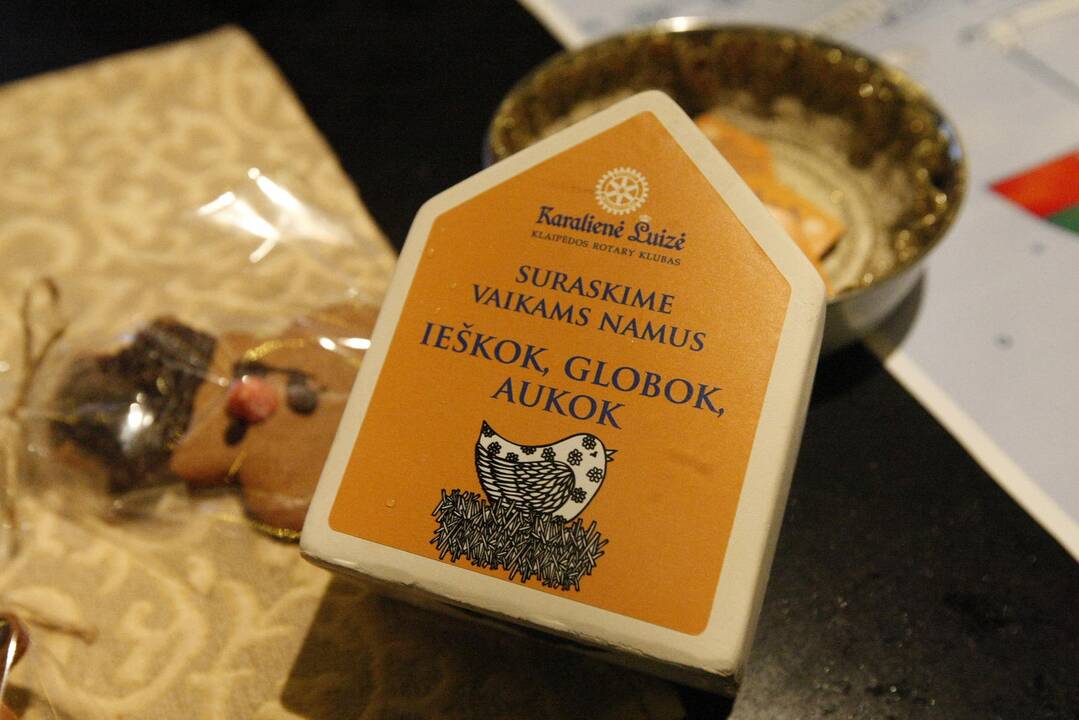 Karalienė Luizė
KLAIPĖDOS ROTARY KLUBAS
SURASKIME
VAIKAMS NAMUS
IEŠKOK, GLOBOK,
AUKOK